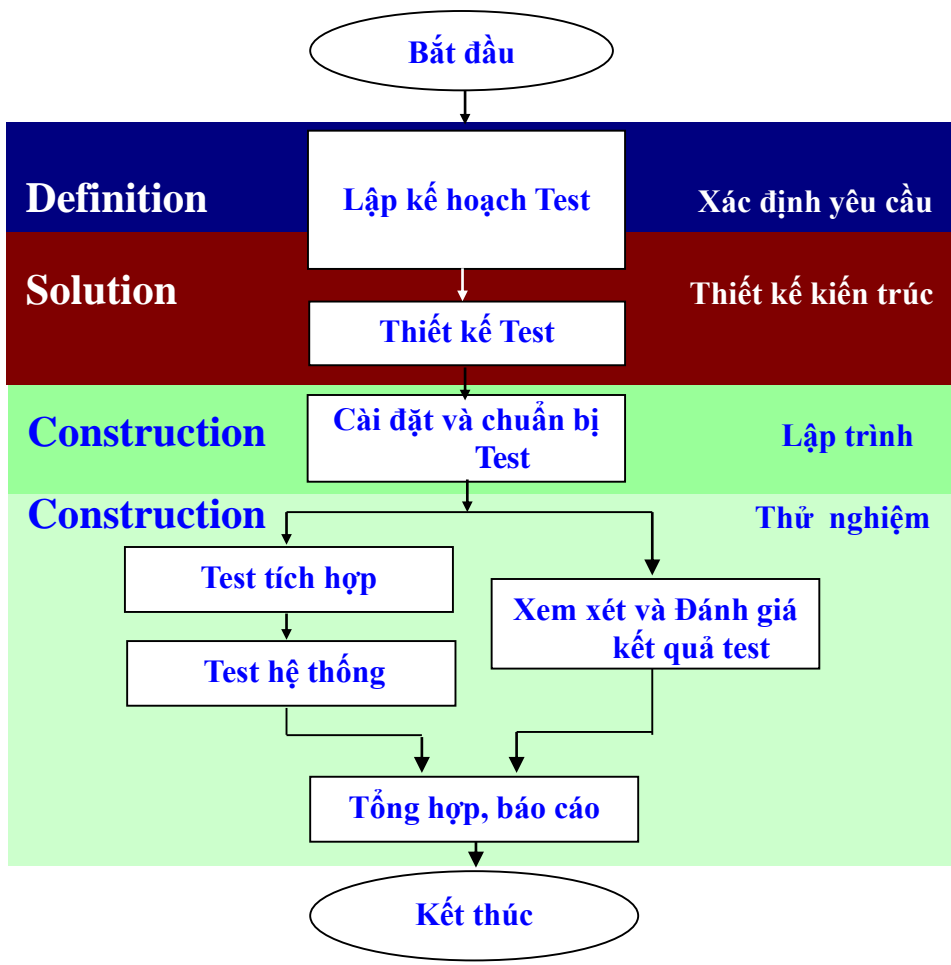 Bắt đầu
Definition
Lập kế hoạch Test
Xác định yêu cầu
Solution
Thiết kế kiến trúc
Thiết kế Test
Construction
Cài đặt và chuẩn bị
Test
Lập trình
Construction
Thử nghiệm
Test tích hợp
Xem xét và Đánh giá
kết quả test
Test hệ thống
Tổng hợp, báo cáo
Kết thúc